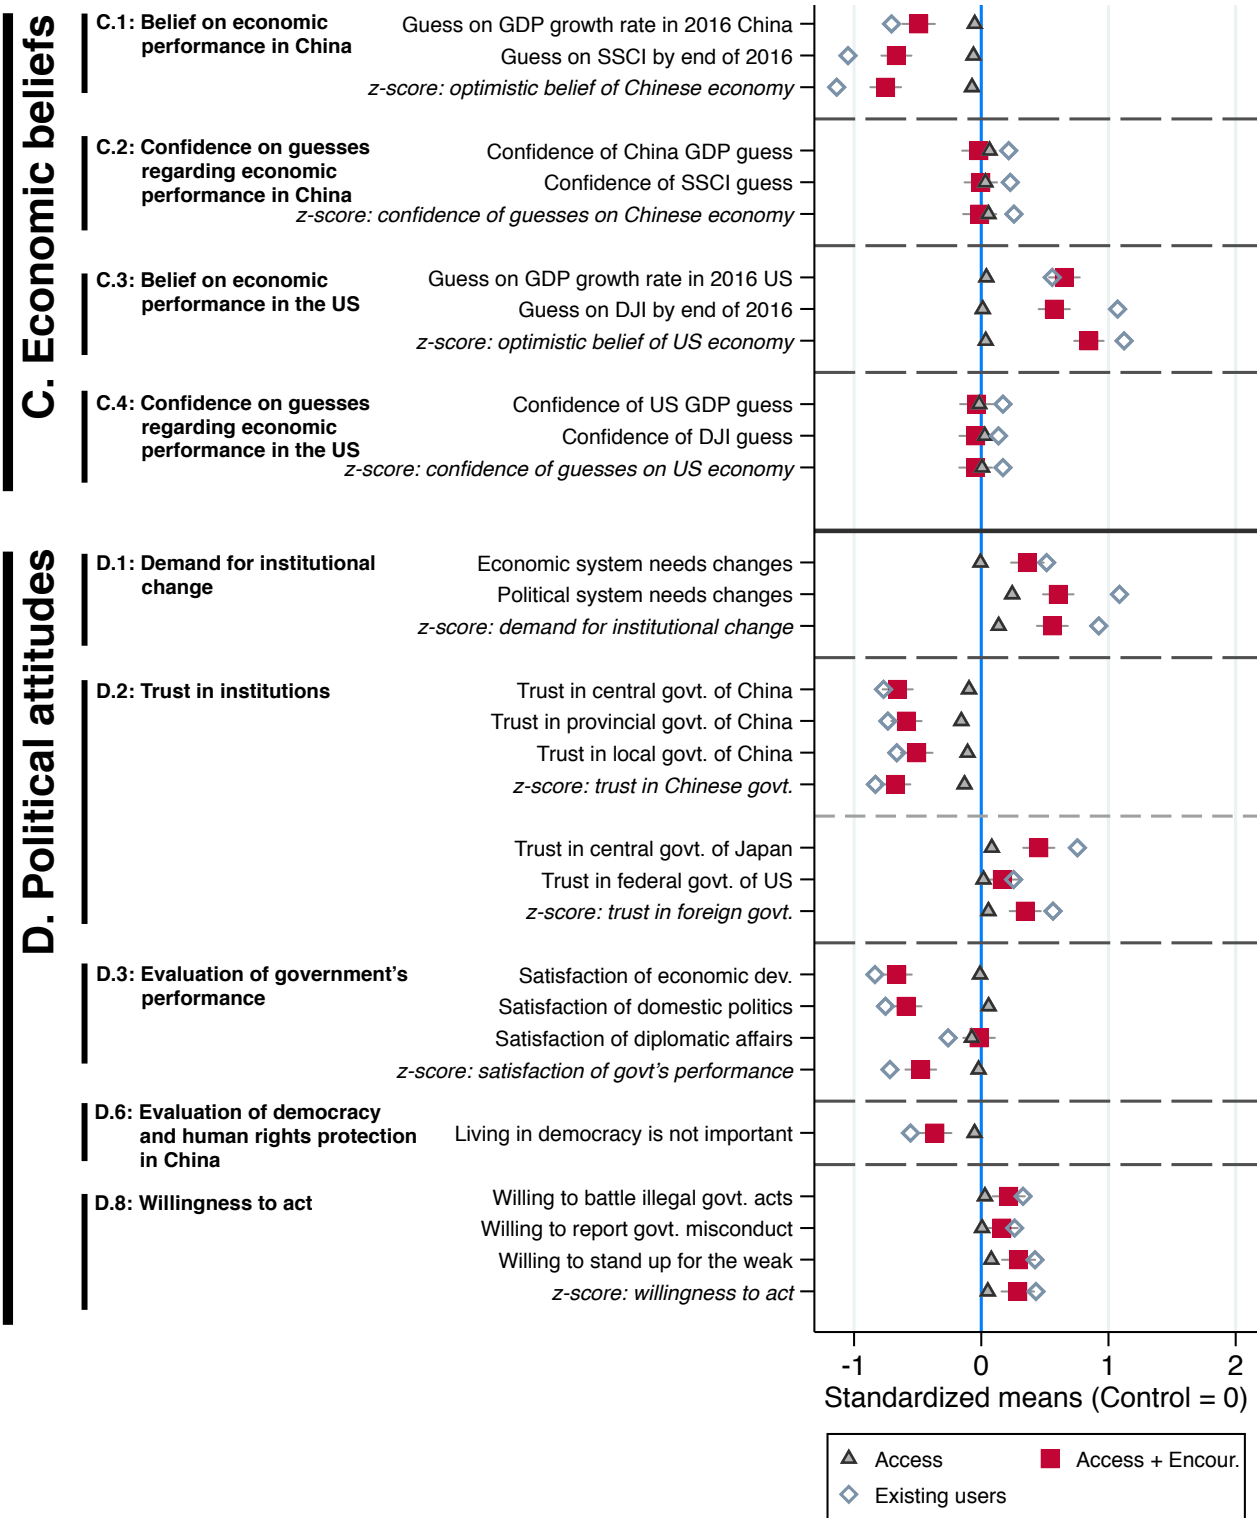 C. Economic beliefs
C.1: Belief on economic
performance in China
Guess on GDP growth rate in 2016 China
Guess on SSCI by end of 2016
z-score: optimistic belief of Chinese economy
C.2: Confidence on guesses
regarding economic
performance in China
Confidence of China GDP guess
Confidence of SSCI guess
z-score: confidence of guesses on Chinese economy
C.3: Belief on economic
performance in the US
Guess on GDP growth rate in 2016 US
Guess on DJI by end of 2016
z-score: optimistic belief of US economy
C.4: Confidence on guesses
regarding economic
performance in the US
Confidence of US GDP guess
Confidence of DJI guess
z-score: confidence of guesses on US economy
D. Political attitudes
D.1: Demand for institutional
change
Economic system needs changes
Political system needs changes
z-score: demand for institutional change
D.2: Trust in institutions
Trust in central govt. of China
Trust in provincial govt. of China
Trust in local govt. of China
z-score: trust in Chinese govt.
Trust in central govt. of Japan
Trust in federal govt. of US
z-score: trust in foreign govt.
D.3: Evaluation of government's
performance
Satisfaction of economic dev.
Satisfaction of domestic politics
Satisfaction of diplomatic affairs
z-score: satisfaction of govt's performance
D.6: Evaluation of democracy
and human rights protection
in China
Living in democracy is not important
D.8: Willingness to act
Willing to battle illegal govt. acts
Willing to report govt. misconduct
Willing to stand up for the weak
z-score: willingness to act
-1 0 1 2
Standardized means (Control = 0)
Access Access + Encour.
Existing users